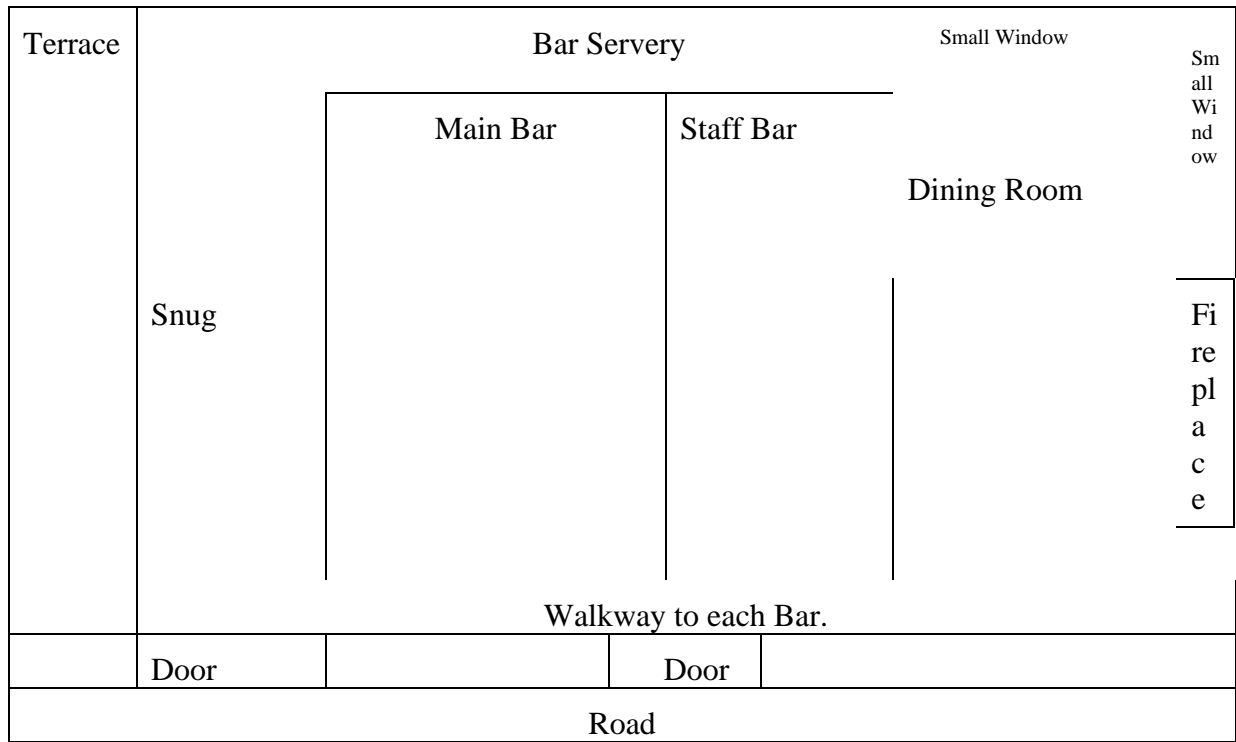 Terrace
Bar Servery
Small Window
Sm
all
Wi
nd
ow
Main Bar
Staff Bar
Dining Room
Snug
Fi
re
pl
a
c
e
Walkway to each Bar.
Door
Door
Road